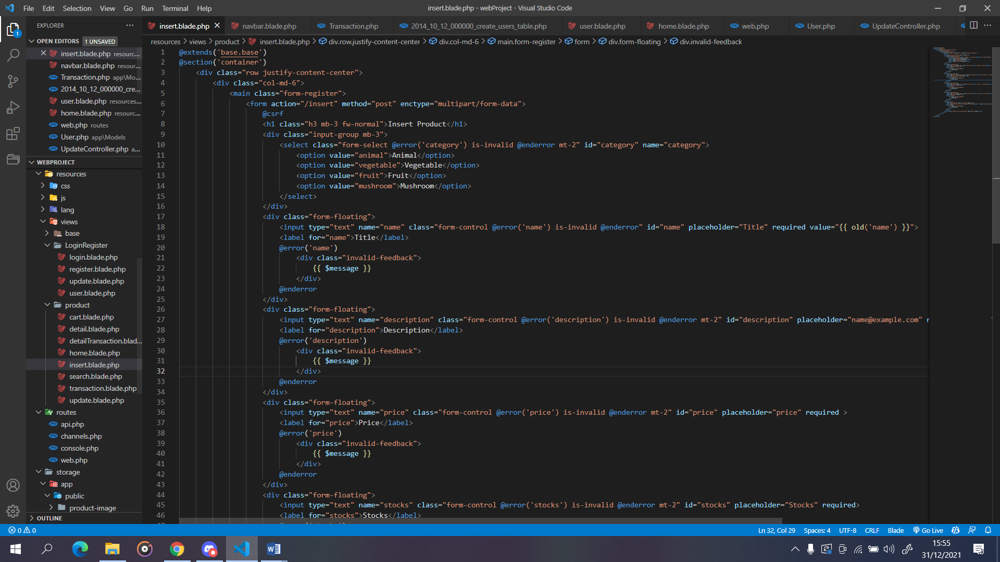 File Edit Selection View Go Run Terminal Help
insert.blade.php - webProject - Visual Studio Code
EXPLORER
insert.blade.php navbar.blade.php Transaction.php 2014_10_12_000000_create_users_table.php user.blade.php home.blade.php web.php User.php UpdateController.php
resources > views > product > insert.blade.php > div.row.justify-content-center > div.col-md-6 > main.form-register > form > div.form-floating > div.invalid-feedback
1
OPEN EDITORS 1 UNSAVED
insert.blade.php resourc...
navbar.blade.php resour...
Transaction.php app\Mo...
2014_10_12_000000_cre...
user.blade.php resources...
home.blade.php resourc...
web.php routes
User.php app\Models
UpdateController.php a...
WEBPROJECT
resources
css
js
lang
views
base
LoginRegister
login.blade.php
register.blade.php
update.blade.php
user.blade.php
product
cart.blade.php
detail.blade.php
detailTransaction.blad...
home.blade.php
insert.blade.php
search.blade.php
transaction.blade.php
update.blade.php
routes
api.php
channels.php
console.php
web.php
storage
app
public
product-image
OUTLINE
1 @extends('base.base')
2 @section('container')
3 <div class="row justify-content-center">
4 <div class="col-md-6">
5 <main class="form-register">
6 <form action="/insert" method="post" enctype="multipart/form-data">
7 @csrf
8 <h1 class="h3 mb-3 fw-normal">Insert Product</h1>
9 <div class="input-group mb-3">
10 <select class="form-select @error('category') is-invalid @enderror mt-2" id="category" name="category">
11 <option value="animal">Animal</option>
12 <option value="vegetable">Vegetable</option>
13 <option value="fruit">Fruit</option>
14 <option value="mushroom">Mushroom</option>
15 </select>
16 </div>
17 <div class="form-floating">
18 <input type="text" name="name" class="form-control @error('name') is-invalid @enderror" id="name" placeholder="Title" required value="{{ old('name') }}">
19 <label for="name">Title</label>
20 @error('name')
21 <div class="invalid-feedback">
22 {{ $message }}
23 </div>
24 @enderror
25 </div>
26 <div class="form-floating">
27 <input type="text" name="description" class="form-control @error('description') is-invalid @enderror mt-2" id="description" placeholder="name@example.com" r
28 <label for="description">Description</label>
29 @error('description')
30 <div class="invalid-feedback">
31 {{ $message }}
32 </div>
33 @enderror
34 </div>
35 <div class="form-floating">
36 <input type="text" name="price" class="form-control @error('price') is-invalid @enderror mt-2" id="price" placeholder="price" required >
37 <label for="price">Price</label>
38 @error('price')
39 <div class="invalid-feedback">
40 {{ $message }}
41 </div>
42 @enderror
43 </div>
44 <div class="form-floating">
45 <input type="text" name="stocks" class="form-control @error('stocks') is-invalid @enderror mt-2" id="stocks" placeholder="Stocks" required>
46 <label for="stocks">Stocks</label>
0 0
Ln 32, Col 29 Spaces: 4 UTF-8 CRLF Blade Go Live
15:55
31/12/2021